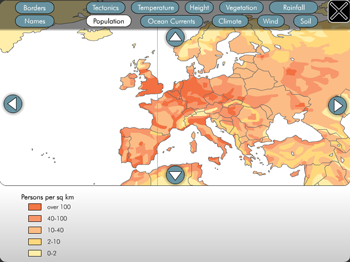 Borders Tectonics Temperature Height Vegetation Rainfall
Names Population Ocean Currents Climate Wind Soil
Persons per sq km
over 100
40-100
10-40
2-10
0-2